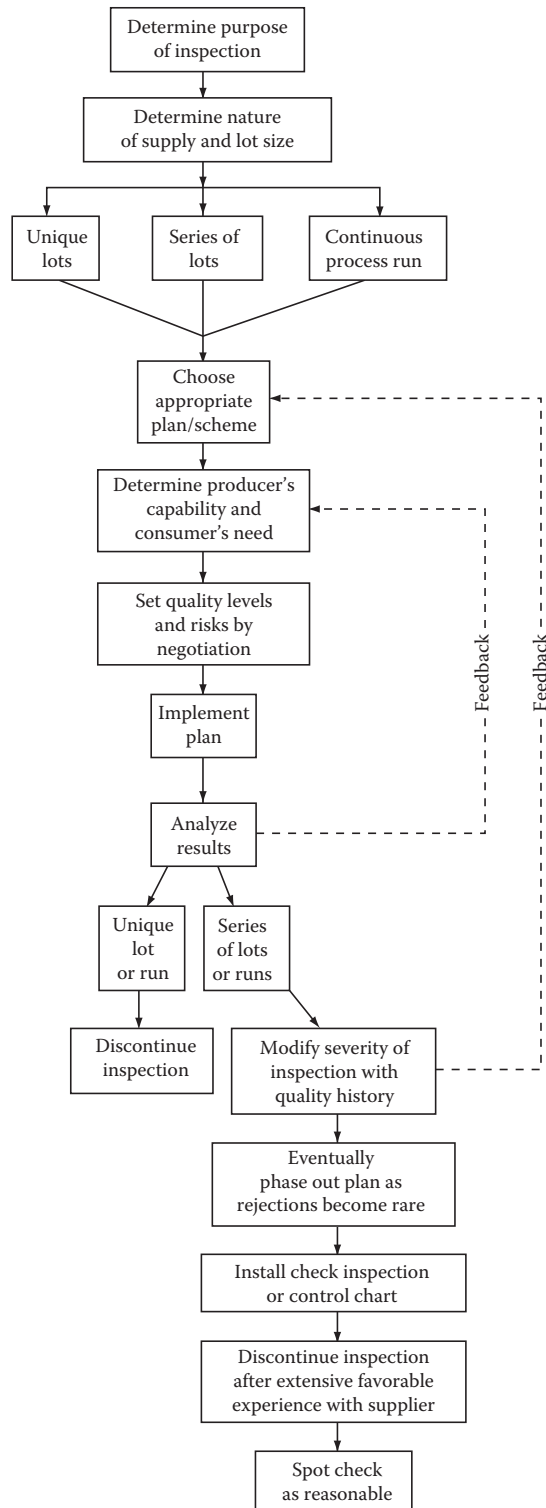 Determine purpose
of inspection
Determine nature
of supply and lot size
Unique
lots
Series of
lots
Continuous
process run
Choose
appropriate
plan/scheme
Determine producer's
capability and
consumer's need
Set quality levels
and risks by
negotiation
Implement
plan
Analyze
results
Feedback
Feedback
Unique
lot
or run
Series
of lots
or runs
Discontinue
inspection
Modify severity of
inspection with
quality history
Eventually
phase out plan as
rejections become rare
Install check inspection
or control chart
Discontinue inspection
after extensive favorable
experience with supplier
Spot check
as reasonable